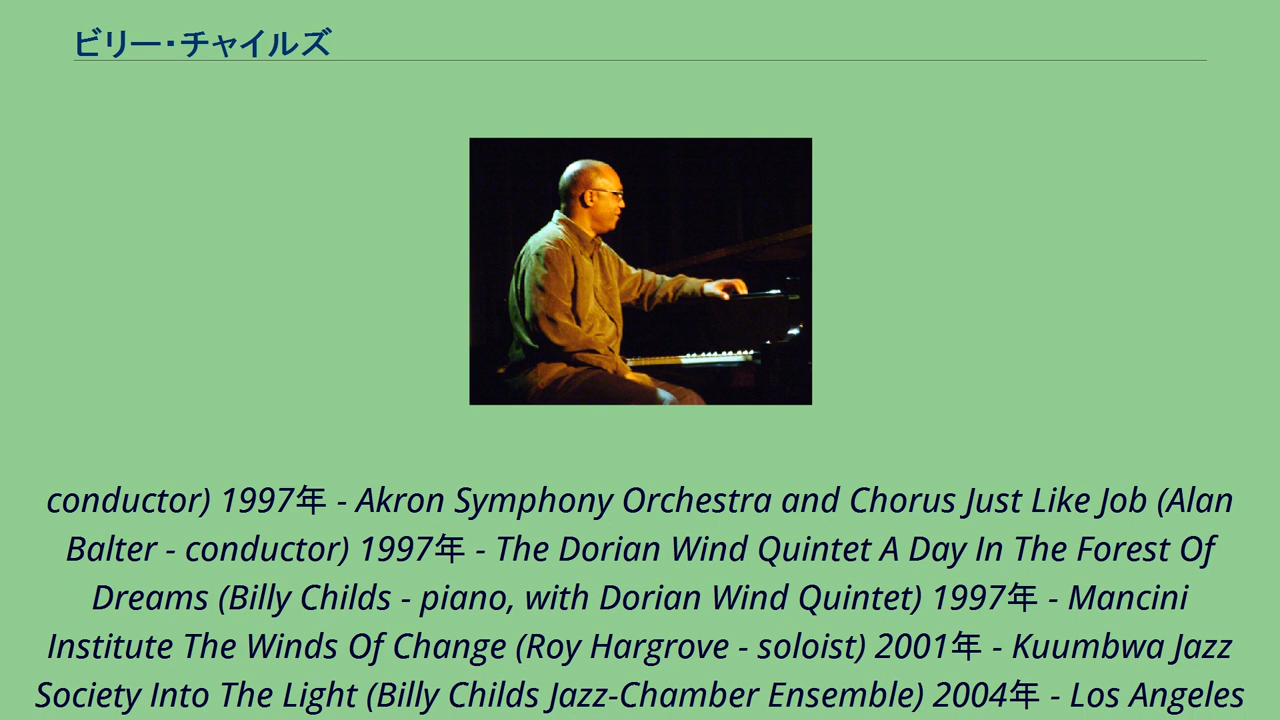 ビリー・チャイルズ
conductor) 1997年 - Akron Symphony Orchestra and Chorus Just Like Job (Alan
Balter - conductor) 1997年 - The Dorian Wind Quintet A Day In The Forest Of
Dreams (Billy Childs - piano, with Dorian Wind Quintet) 1997年 - Mancini
Institute The Winds Of Change (Roy Hargrove - soloist) 2001年 - Kuumbwa Jazz
Society Into The Light (Billy Childs Jazz-Chamber Ensemble) 2004年 - Los Angeles